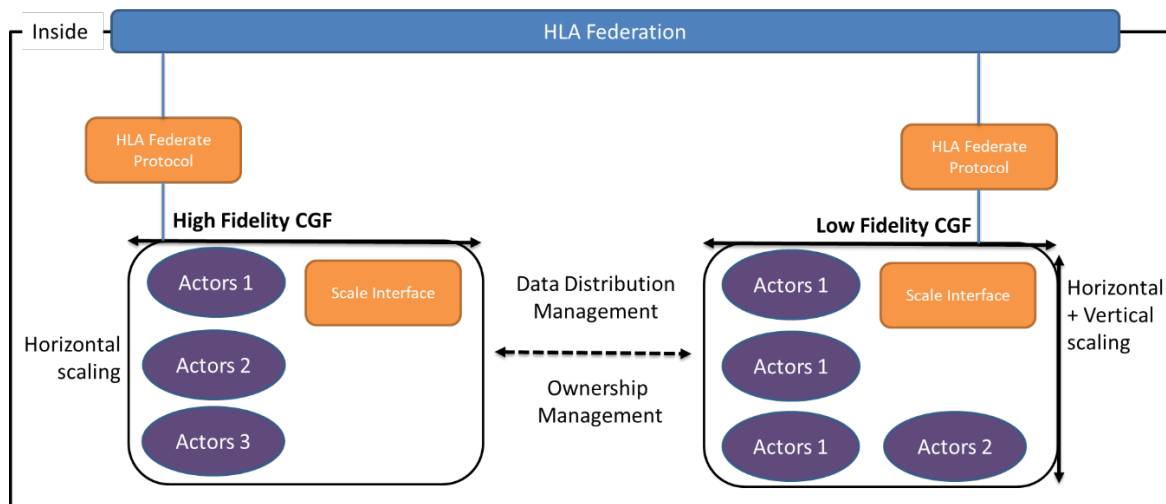 Inside
HLA Federation
HLA Federate
Protocol
HLA Federate
Protocol
High Fidelity CGF
Low Fidelity CGF
Actors 1
Scale Interface
Actors 2
Actors 3
Horizontal
scaling
Data Distribution
Management
Ownership
Management
Actors 1
Scale Interface
Actors 1
Actors 1
Actors 2
Horizontal
+ Vertical
scaling